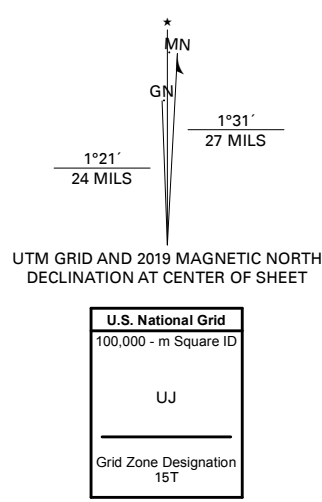 ★
MN
GN
1°31´
27 MILS
1°21´
24 MILS
UTM GRID AND 2019 MAGNETIC NORTH
DECLINATION AT CENTER OF SHEET
U.S. National Grid
100,000 - m Square ID
UJ
Grid Zone Designation
15T